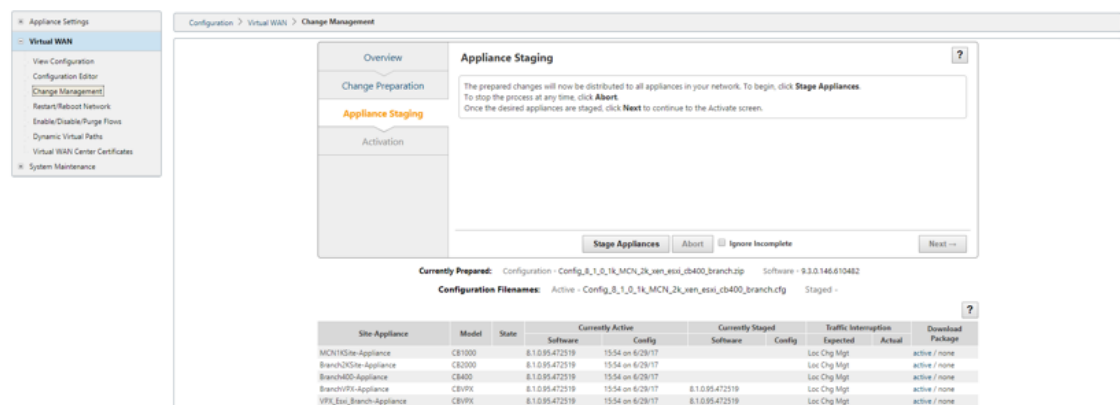 Appliance Settings
Configuration > Virtual WAN > Change Management
Virtual WAN
View Configuration
Configuration Editor
Change Management
Restart/Reboot Network
Enable/Disable/Purge Flows
Dynamic Virtual Paths
Virtual WAN Center Certificates
System Maintenance
Overview
Change Preparation
Appliance Staging
Activation
Appliance Staging
?
The prepared changes will now be distributed to all appliances in your network. To begin, click Stage Appliances.
To stop the process at any time, click Abort.
Once the desired appliances are staged, click Next to continue to the Activate screen.
Stage Appliances Abort Ignore Incomplete Next →
Currently Prepared: Configuration - Config_8_1_0_1k_MCN_2k_xen_esxi_cb400_branch.zip Software - 9.3.0.146.610482
Configuration Filenames: Active - Config_8_1_0_1k_MCN_2k_xen_esxi_cb400_branch.cfg Staged -
?
Site-Appliance Model State Currently Active Currently Staged Traffic Interruption Download Package
Software Config Software Config Expected Actual
MCN1KSite-Appliance CB1000 8.1.0.95.472519 15:54 on 6/29/17 Loc Chg Mgt active / none
Branch2KSite-Appliance CB2000 8.1.0.95.472519 15:54 on 6/29/17 Loc Chg Mgt active / none
Branch400-Appliance CB400 8.1.0.95.472519 15:54 on 6/29/17 Loc Chg Mgt active / none
BranchVPX-Appliance CBVPX 8.1.0.95.472519 15:54 on 6/29/17 8.1.0.95.472519 Loc Chg Mgt active / none
VPX_Esxi_Branch-Appliance CBVPX 8.1.0.95.472519 15:54 on 6/29/17 8.1.0.95.472519 Loc Chg Mgt active / none